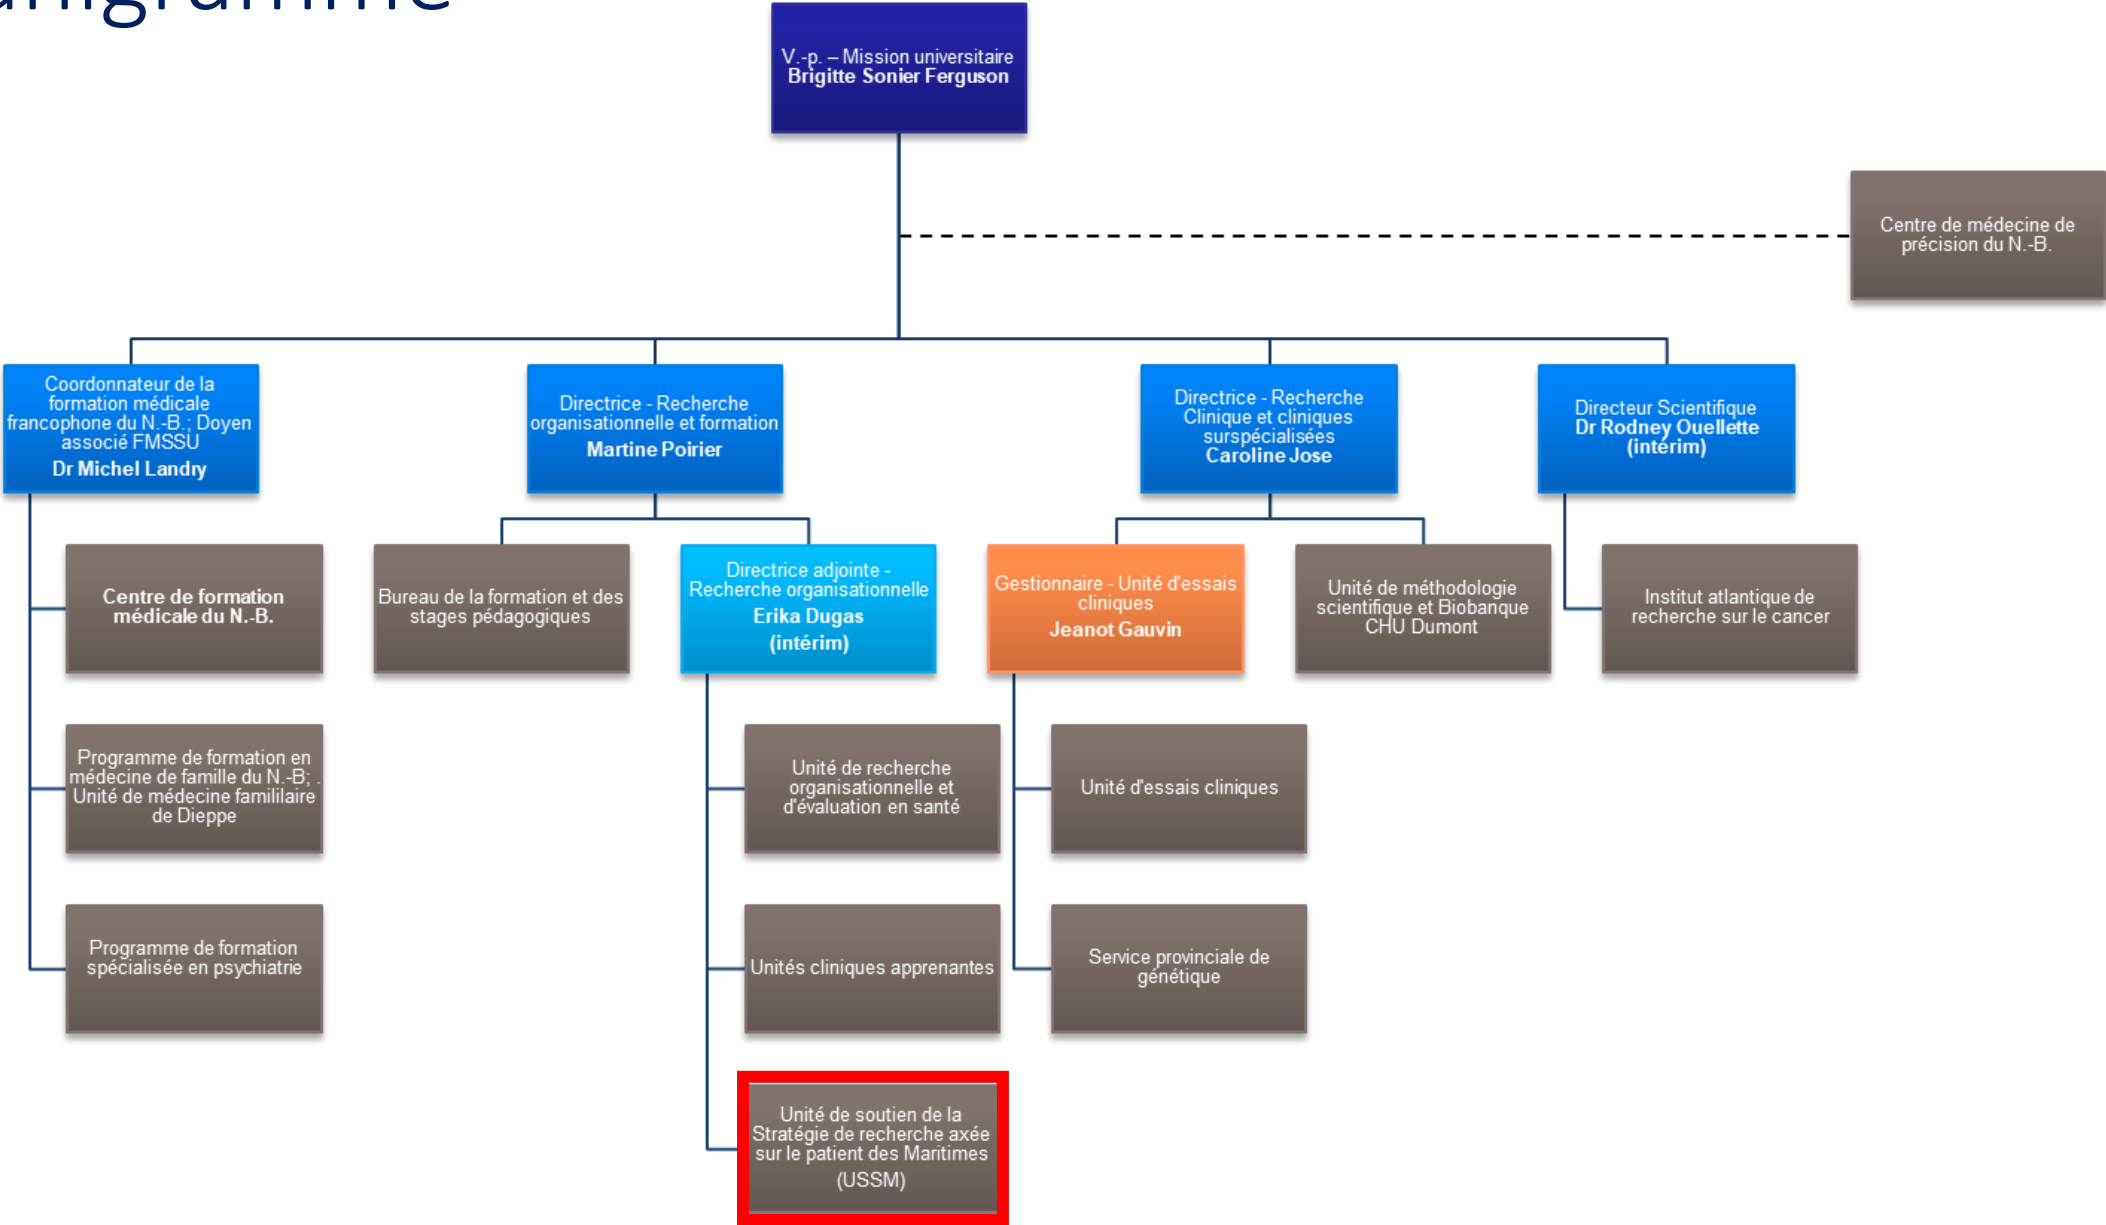 V.-p. – Mission universitaire
Brigitte Sonier Ferguson
Centre de médecine de
précision du N.-B.
Coordonnateur de la
formation médicale
francophone du N.-B.; Doyen
associé FMSSU
Dr Michel Landry
Directrice - Recherche
organisationnelle et formation
Martine Poirier
Directrice - Recherche
Clinique et cliniques
surspécialisées
Caroline Jose
Directeur Scientifique
Dr Rodney Ouellette
(intérim)
Centre de formation
médicale du N.-B.
Bureau de la formation et des
stages pédagogiques
Directrice adjointe -
Recherche organisationnelle
Erika Dugas
(intérim)
Gestionnaire - Unité d'essais
cliniques
Jeanot Gauvin
Unité de méthodologie
scientifique et Biobanque
CHU Dumont
Institut atlantique de
recherche sur le cancer
Programme de formation en
médecine de famille du N.-B; .
Unité de médecine famililaire
de Dieppe
Unité de recherche
organisationnelle et
d'évaluation en santé
Unité d'essais cliniques
Programme de formation
spécialisée en psychiatrie
Unités cliniques apprenantes
Service provinciale de
génétique
Unité de soutien de la
Stratégie de recherche axée
sur le patient des Maritimes
(USSM)